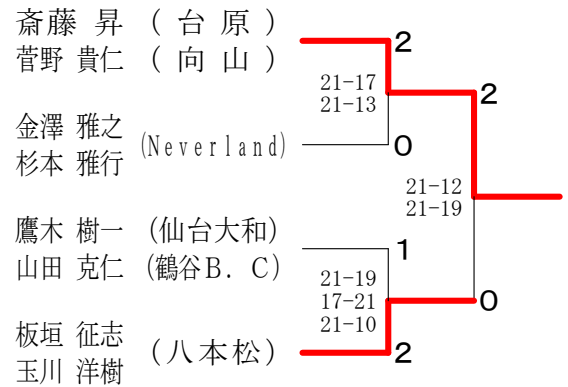 斎藤 昇 (台原) 2
菅野 貴仁 (向山)
21-17
21-13
2
金澤 雅之 (Neverland) 0
杉本 雅行
21-12
21-19
鷹木 樹一 (仙台大和) 1
山田 克仁 (鶴谷B.C)
21-19
17-21
21-10
0
板垣 征志 (八本松) 2
玉川 洋樹